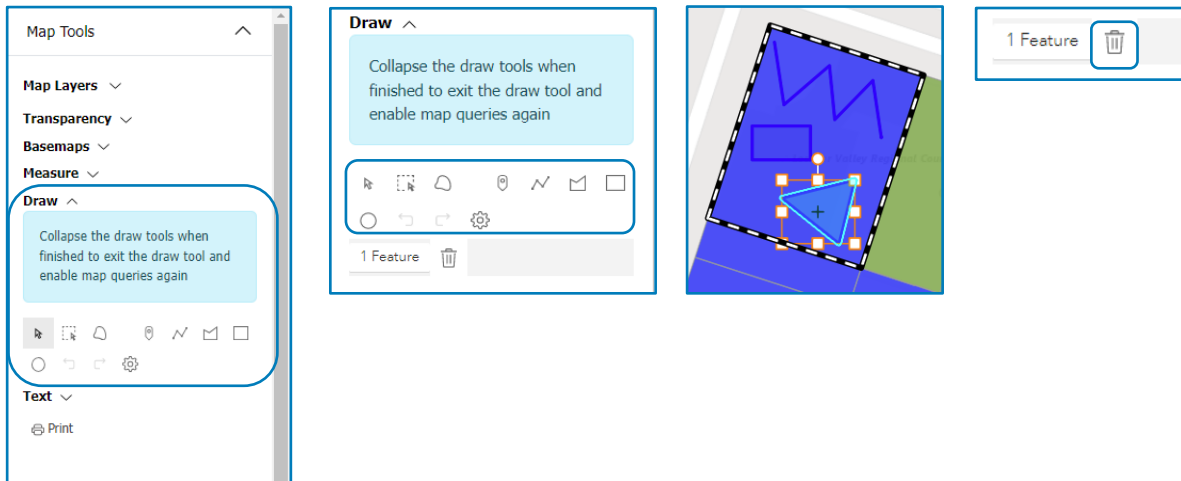 Map Tools
Map Layers
Transparency
Basemaps
Measure
Draw
Collapse the draw tools when
finished to exit the draw tool and
enable map queries again
Text
Print
Draw
Collapse the draw tools when
finished to exit the draw tool and
enable map queries again
1 Feature
Valley
1 Feature